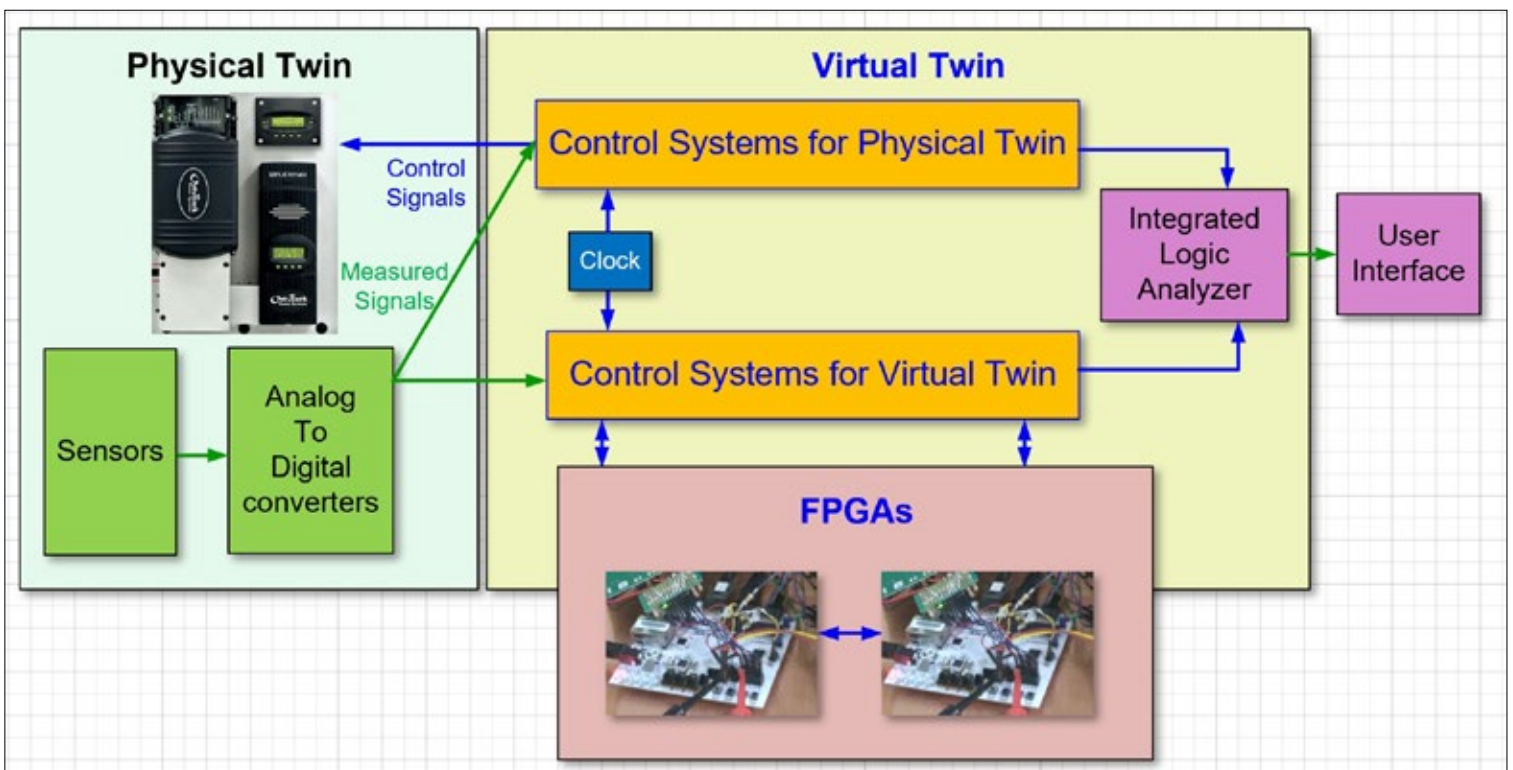 Physical Twin
Virtual Twin
Control Systems for Physical Twin
Control
Signals
Clock
Measured
Signals
Integrated
Logic
Analyzer
User
Interface
Control Systems for Virtual Twin
Sensors
Analog
To
Digital
converters
FPGAs